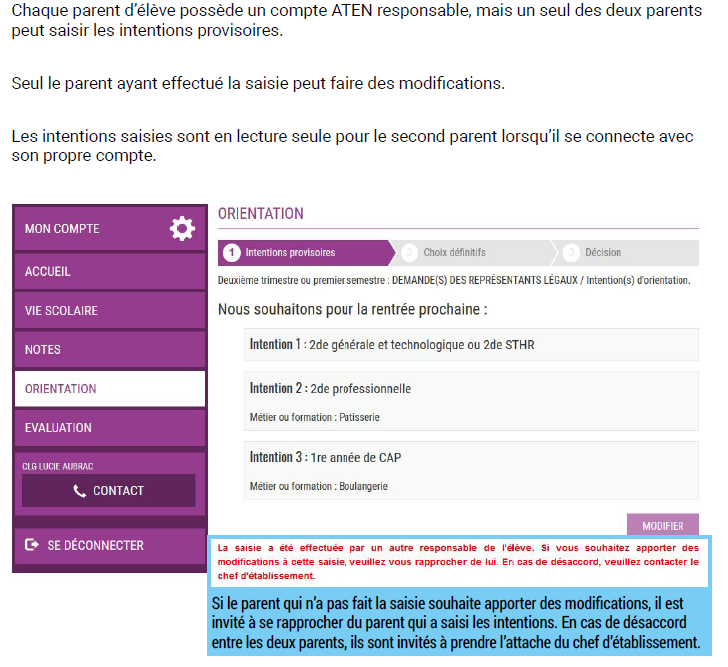 Chaque parent d'élève possède un compte ATEN responsable, mais un seul des deux parents
peut saisir les intentions provisoires.
Seul le parent ayant effectué la saisie peut faire des modifications.
Les intentions saisies sont en lecture seule pour le second parent lorsqu'il se connecte avec
son propre compte.
MON COMPTE
ACCUEIL
VIE SCOLAIRE
NOTES
ORIENTATION
EVALUATION
CLG LUCIE AUBRAC
CONTACT
SE DÉCONNECTER
ORIENTATION
1 Intentions provisoires 2 Choix définitifs 3 Décision
Deuxième trimestre ou premier semestre : DEMANDE(S) DES REPRÉSENTANTS LÉGAUX / Intention(s) d'orientation.
Nous souhaitons pour la rentrée prochaine :
Intention 1 : 2de générale et technologique ou 2de STHR
Intention 2 : 2de professionnelle
Métier ou formation : Patisserie
Intention 3 : 1re année de CAP
Métier ou formation : Boulangerie
MODIFIER
La saisie a été effectuée par un autre responsable de l'élève. Si vous souhaitez apporter des
modifications à cette saisie, veuillez vous rapprocher de lui. En cas de désaccord, veuillez contacter le
chef d'établissement.
Si le parent qui n'a pas fait la saisie souhaite apporter des modifications, il est
invité à se rapprocher du parent qui a saisi les intentions. En cas de désaccord
entre les deux parents, ils sont invités à prendre l'attache du chef d'établissement.